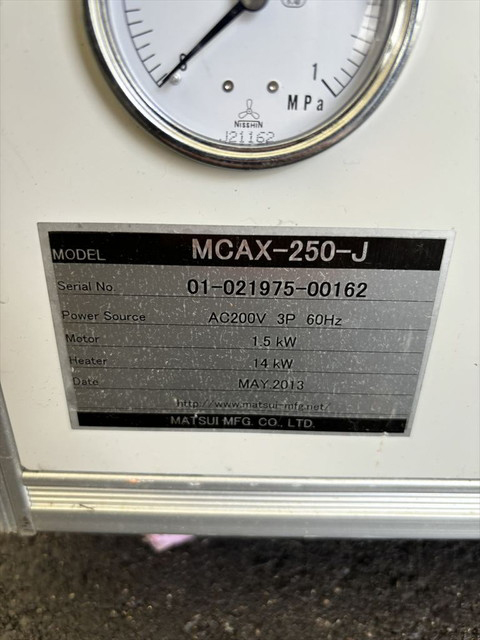 0
1
MPa
NISSHIN
J21162
MODEL MCAX-250-J
Serial No. 01-021975-00162
Power Source AC200V 3P 60Hz
Motor 1.5 kW
Heater 14 kW
Date MAY.2013
http://www.matsui-mfg.net/
MATSUI MFG. CO., LTD.